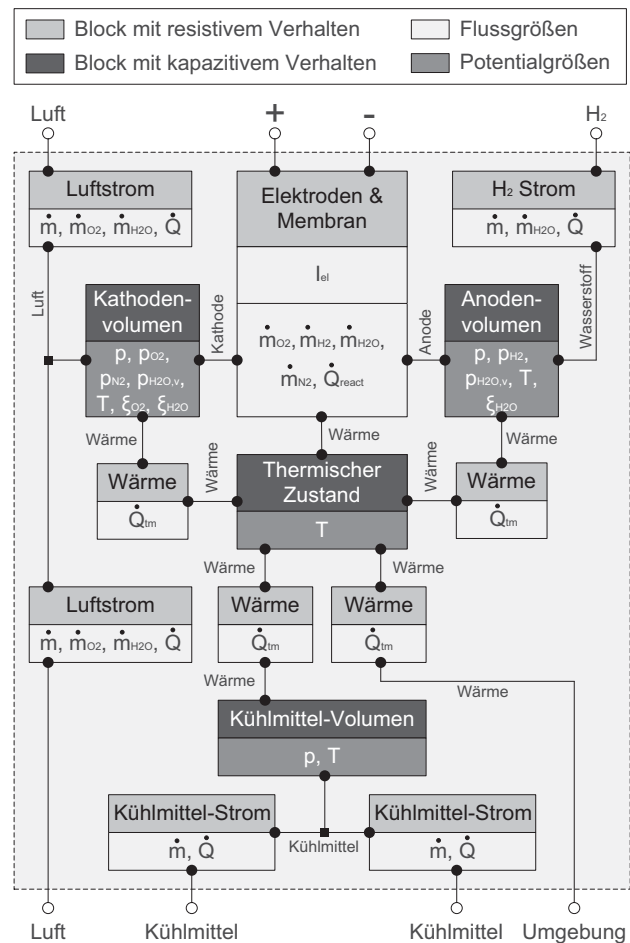 Block mit resistivem Verhalten
Flussgrößen
Block mit kapazitivem Verhalten
Potentialgrößen
Luft
+
-
H2
Luftstrom
ṁ, ṁO2, ṁH2O, Q̇
Elektroden &
Membran
Iel
ṁO2, ṁH2, ṁH2O,
ṁN2, Q̇react
H2 Strom
ṁ, ṁH2O, Q̇
Luft
Kathoden-
volumen
p, pO2,
pN2, pH2O,v,
T, ξO2, ξH2O
Kathode
Anode
Anoden-
volumen
p, pH2,
pH2O,v, T,
ξH2O
Wasserstoff
Wärme
Wärme
Wärme
Wärme
Q̇tm
Wärme
Thermischer
Zustand
T
Wärme
Wärme
Q̇tm
Wärme
Wärme
Luftstrom
ṁ, ṁO2, ṁH2O, Q̇
Wärme
Q̇tm
Wärme
Q̇tm
Wärme
Wärme
Kühlmittel-Volumen
p, T
Kühlmittel-Strom
ṁ, Q̇
Kühlmittel
Kühlmittel-Strom
ṁ, Q̇
Luft
Kühlmittel
Kühlmittel
Umgebung